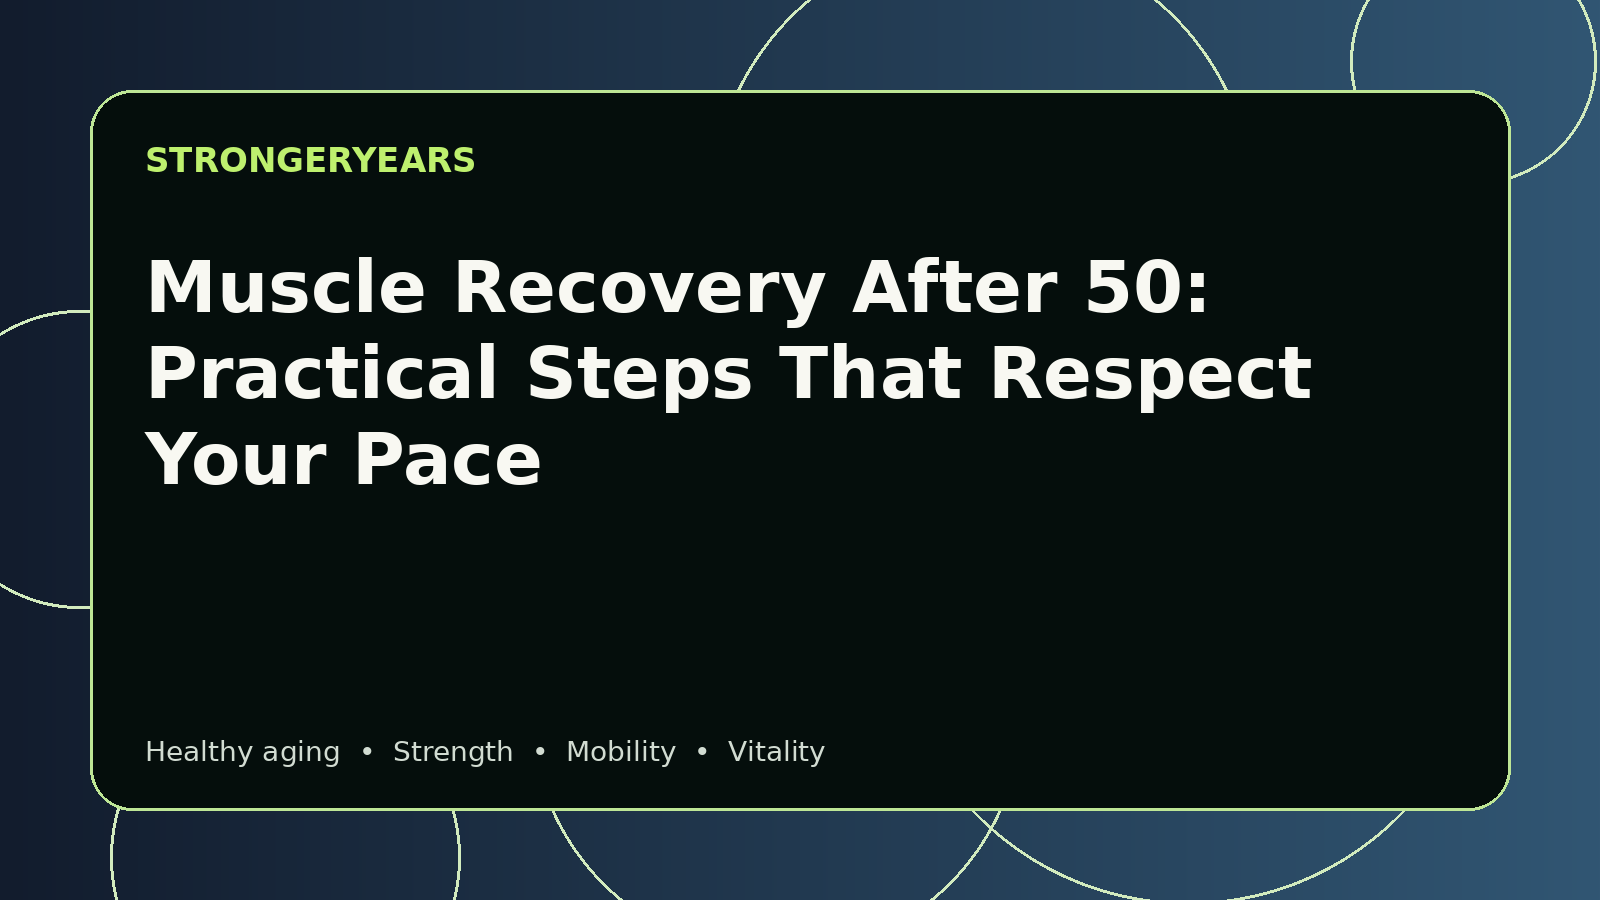 STRONGERYEARS
Muscle Recovery After 50:
Practical Steps That Respect
Your Pace
Healthy aging • Strength • Mobility • Vitality